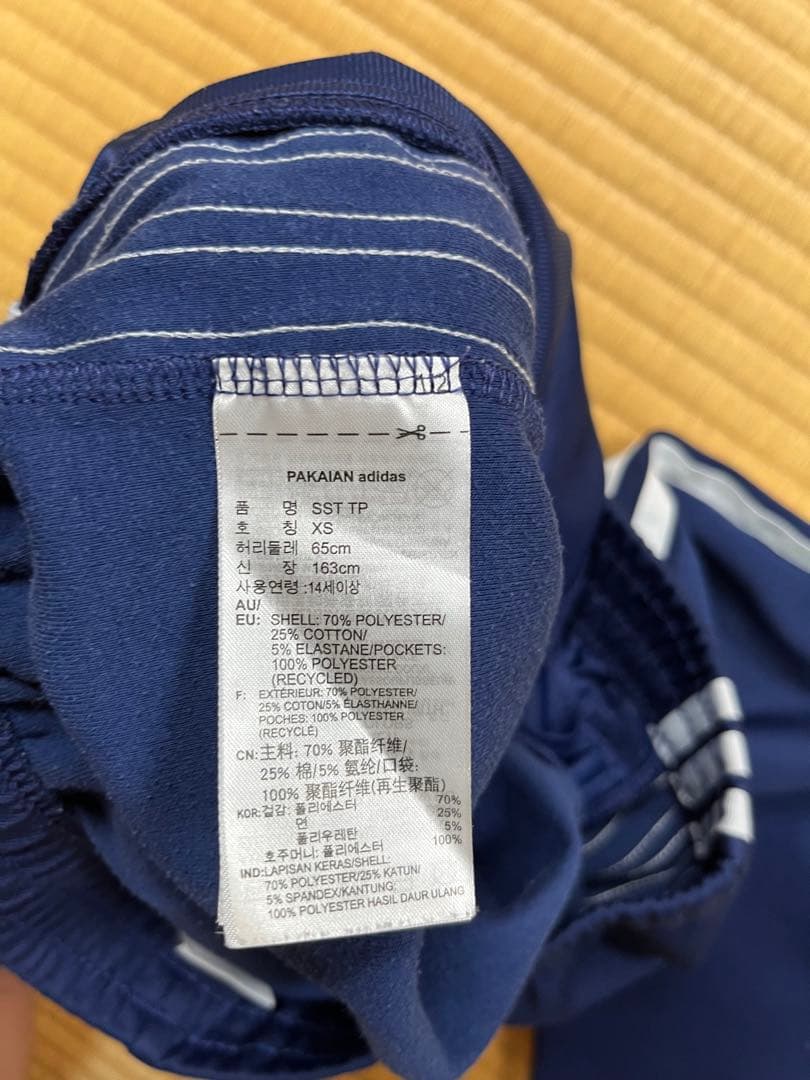 PAKAIAN adidas
품 명 SST TP
호 칭 XS
허리둘레 65cm
신 장 163cm
사용연령 :14세이상
AU/
EU: SHELL: 70% POLYESTER/
25% COTTON/
5% ELASTANE/POCKETS:
100% POLYESTER
(RECYCLED)
F: EXTÉRIEUR: 70% POLYESTER/
25% COTON/5% ÉLASTHANNE/
POCHES: 100% POLYESTER
(RECYCLÉ)
CN: 主料: 70% 聚酯纤维/
25% 棉/5% 氨纶/口袋:
100% 聚酯纤维(再生聚酯)
KOR: 겉감: 폴리에스터 70%
면 25%
폴리우레탄 5%
호주머니: 폴리에스터 100%
IND: LAPISAN KERAS/SHELL:
70% POLYESTER/25% KATUN/
5% SPANDEX/KANTUNG:
100% POLYESTER HASIL DAUR ULANG